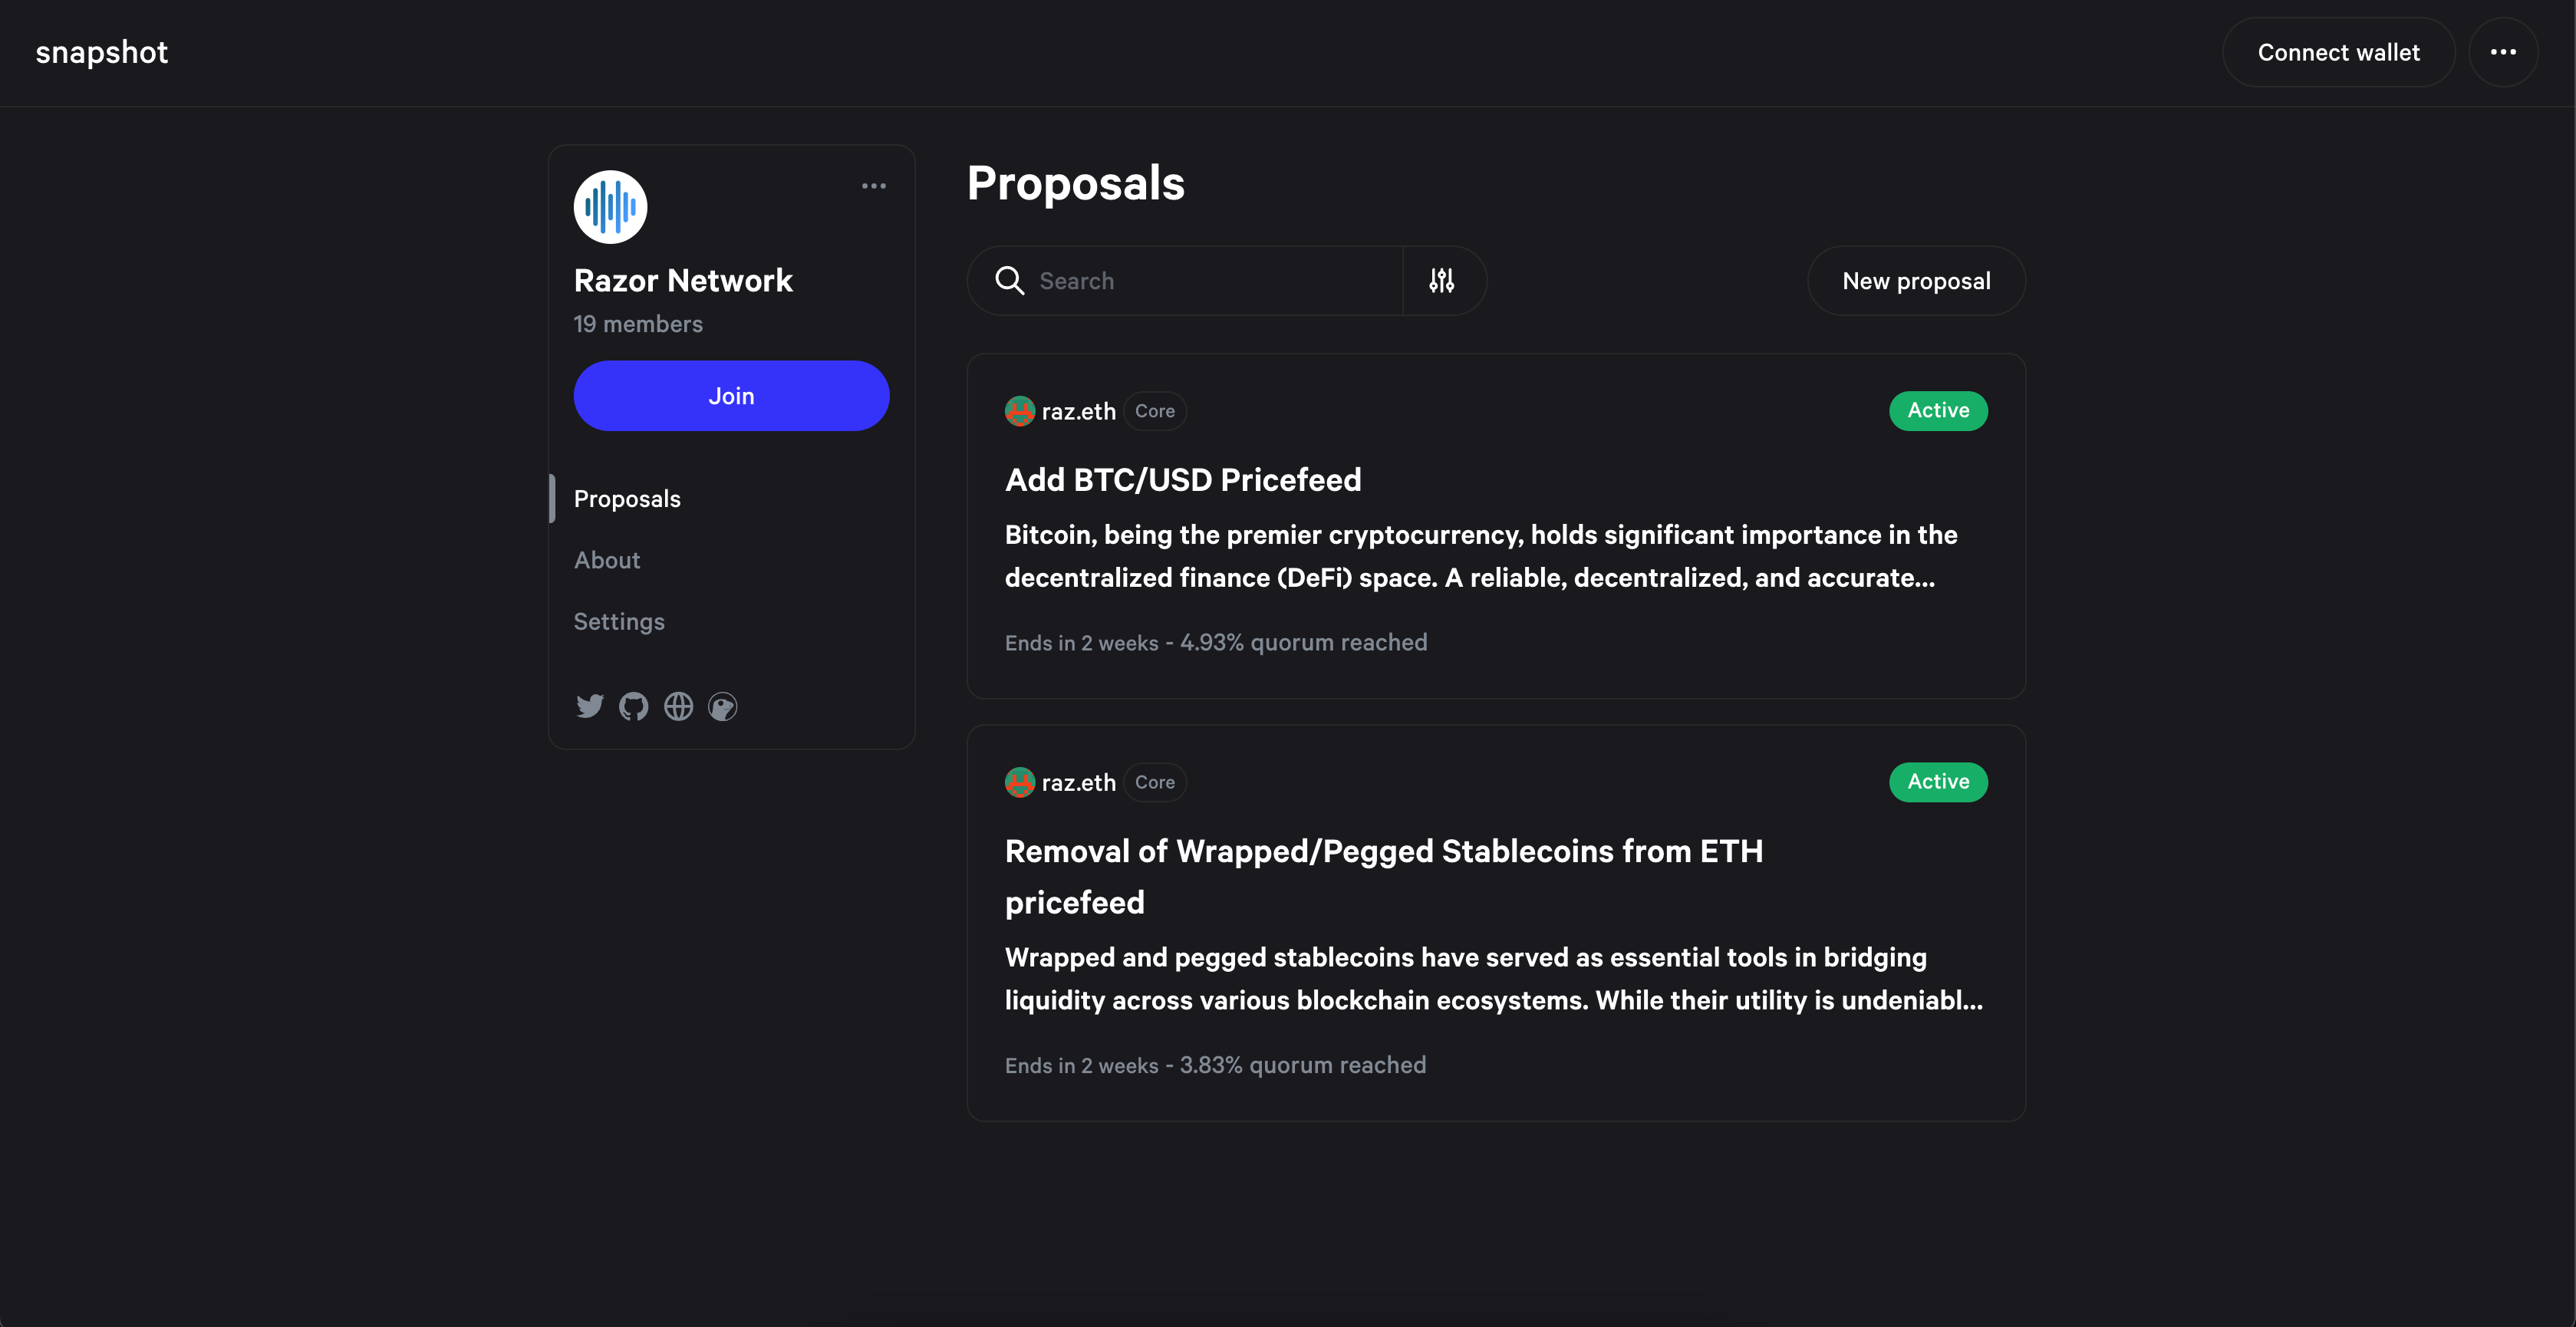 snapshot
Connect wallet
Razor Network
19 members
Join
Proposals
About
Settings
Proposals
Search
New proposal
raz.eth Core
Active
Add BTC/USD Pricefeed
Bitcoin, being the premier cryptocurrency, holds significant importance in the
decentralized finance (DeFi) space. A reliable, decentralized, and accurate...
Ends in 2 weeks - 4.93% quorum reached
raz.eth Core
Active
Removal of Wrapped/Pegged Stablecoins from ETH
pricefeed
Wrapped and pegged stablecoins have served as essential tools in bridging
liquidity across various blockchain ecosystems. While their utility is undeniabl...
Ends in 2 weeks - 3.83% quorum reached